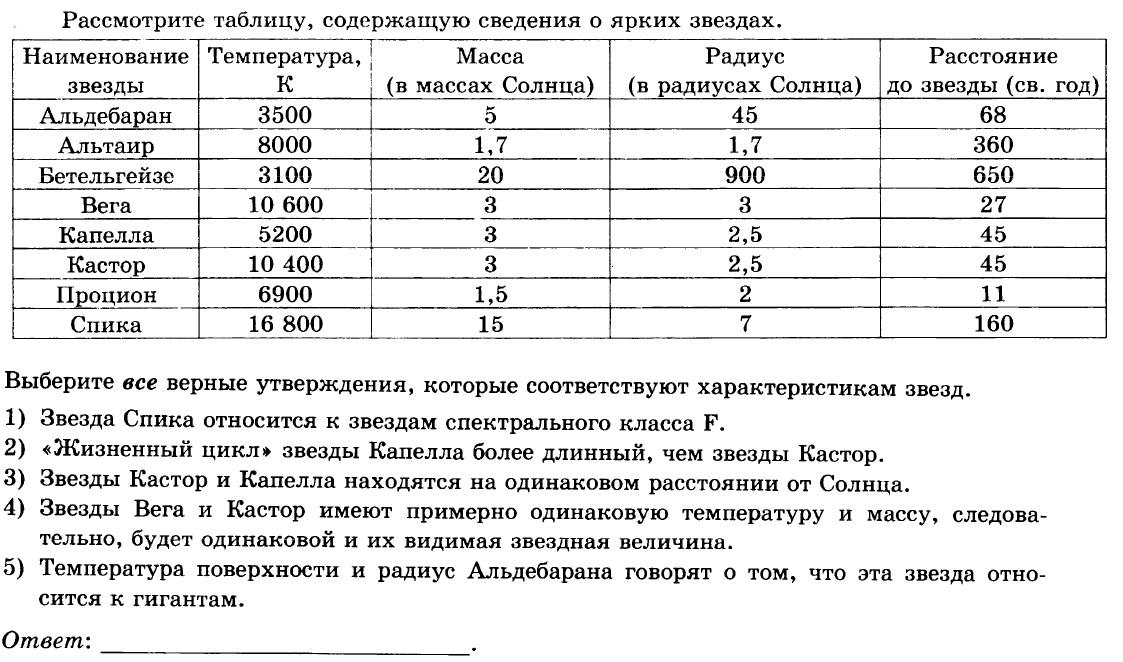 Рассмотрите таблицу, содержащую сведения о ярких звездах.
Наименование звезды | Температура, К | Масса (в массах Солнца) | Радиус (в радиусах Солнца) | Расстояние до звезды (св. год)
Альдебаран | 3500 | 5 | 45 | 68
Альтаир | 8000 | 1,7 | 1,7 | 360
Бетельгейзе | 3100 | 20 | 900 | 650
Вега | 10 600 | 3 | 3 | 27
Капелла | 5200 | 3 | 2,5 | 45
Кастор | 10 400 | 3 | 2,5 | 45
Процион | 6900 | 1,5 | 2 | 11
Спика | 16 800 | 15 | 7 | 160
Выберите все верные утверждения, которые соответствуют характеристикам звезд.
1) Звезда Спика относится к звездам спектрального класса F.
2) «Жизненный цикл» звезды Капелла более длинный, чем звезды Кастор.
3) Звезды Кастор и Капелла находятся на одинаковом расстоянии от Солнца.
4) Звезды Вега и Кастор имеют примерно одинаковую температуру и массу, следова-
тельно, будет одинаковой и их видимая звездная величина.
5) Температура поверхности и радиус Альдебарана говорят о том, что эта звезда отно-
сится к гигантам.
Ответ: ____________________________.